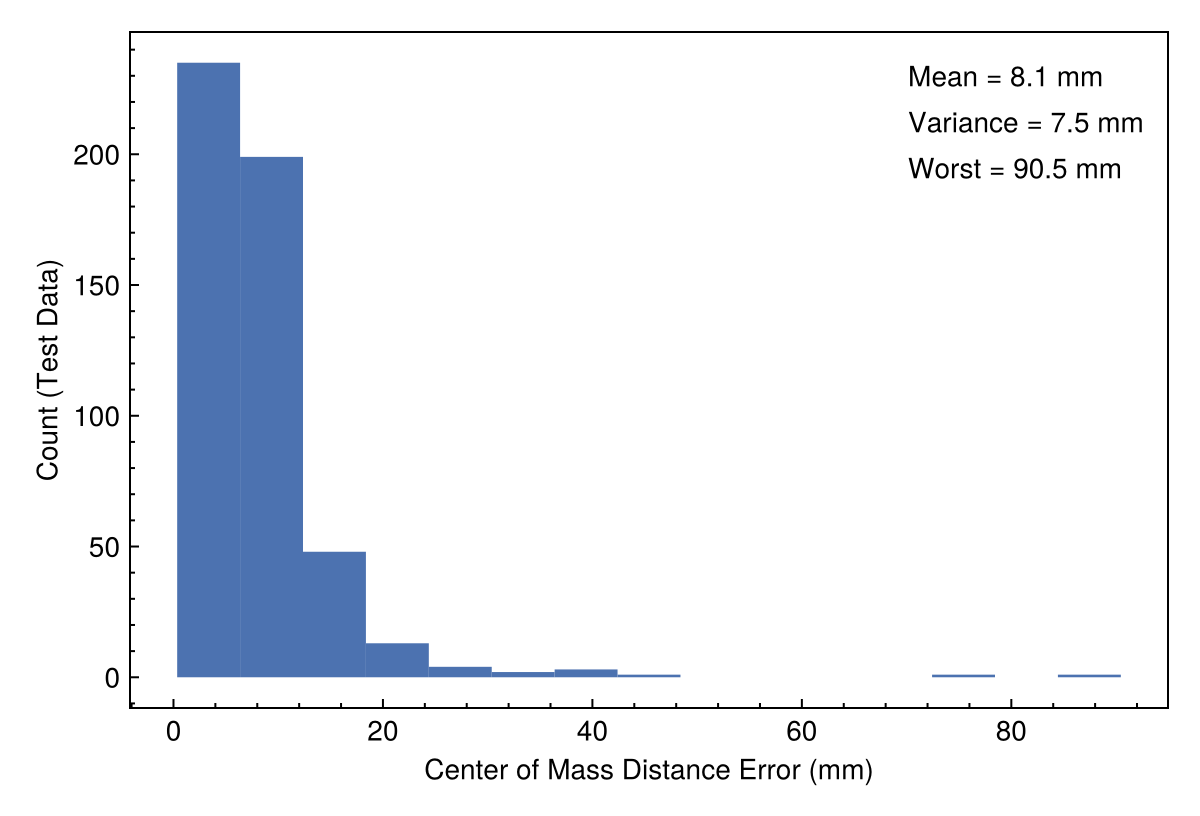 Mean = 8.1 mm
Variance = 7.5 mm
Worst = 90.5 mm
200
150
100
50
0
Count (Test Data)
0 20 40 60 80
Center of Mass Distance Error (mm)